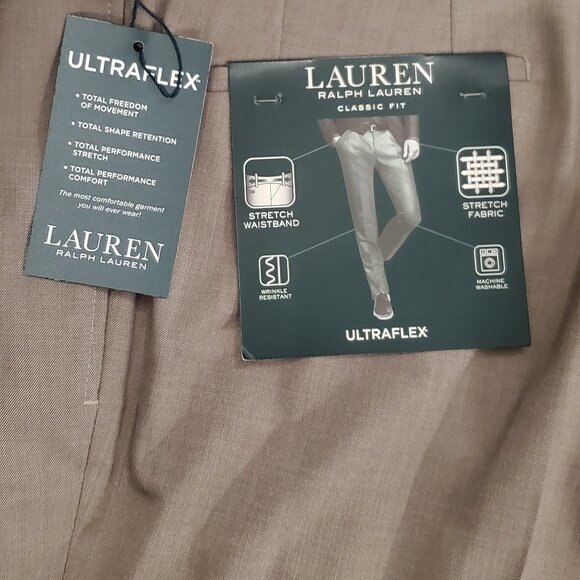 ULTRAFLEX
• TOTAL FREEDOM
OF MOVEMENT
• TOTAL SHAPE RETENTION
• TOTAL PERFORMANCE
STRETCH
• TOTAL PERFORMANCE
COMFORT
The most comfortable garment
you will ever wear!
LAUREN
RALPH LAUREN
LAUREN
RALPH LAUREN
CLASSIC FIT
STRETCH
WAISTBAND
STRETCH
FABRIC
WRINKLE
RESISTANT
MACHINE
WASHABLE
ULTRAFLEX